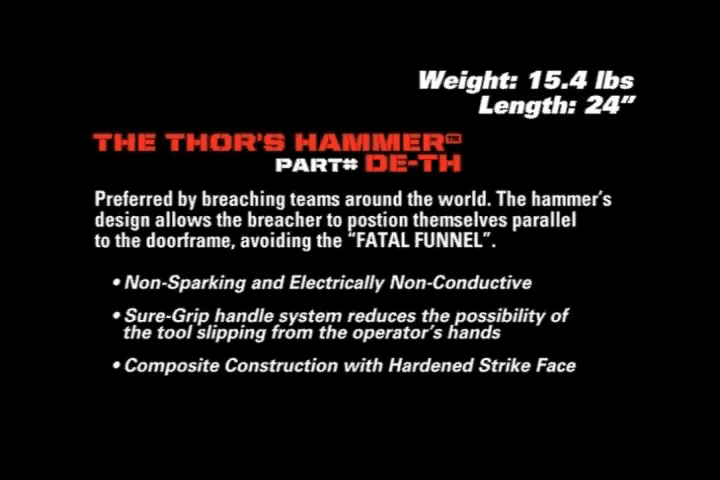 Weight: 15.4 lbs
Length: 24”
THE THOR'S HAMMER™
PART# DE-TH
Preferred by breaching teams around the world. The hammer's
design allows the breacher to postion themselves parallel
to the doorframe, avoiding the "FATAL FUNNEL".
• Non-Sparking and Electrically Non-Conductive
• Sure-Grip handle system reduces the possibility of
the tool slipping from the operator's hands
• Composite Construction with Hardened Strike Face